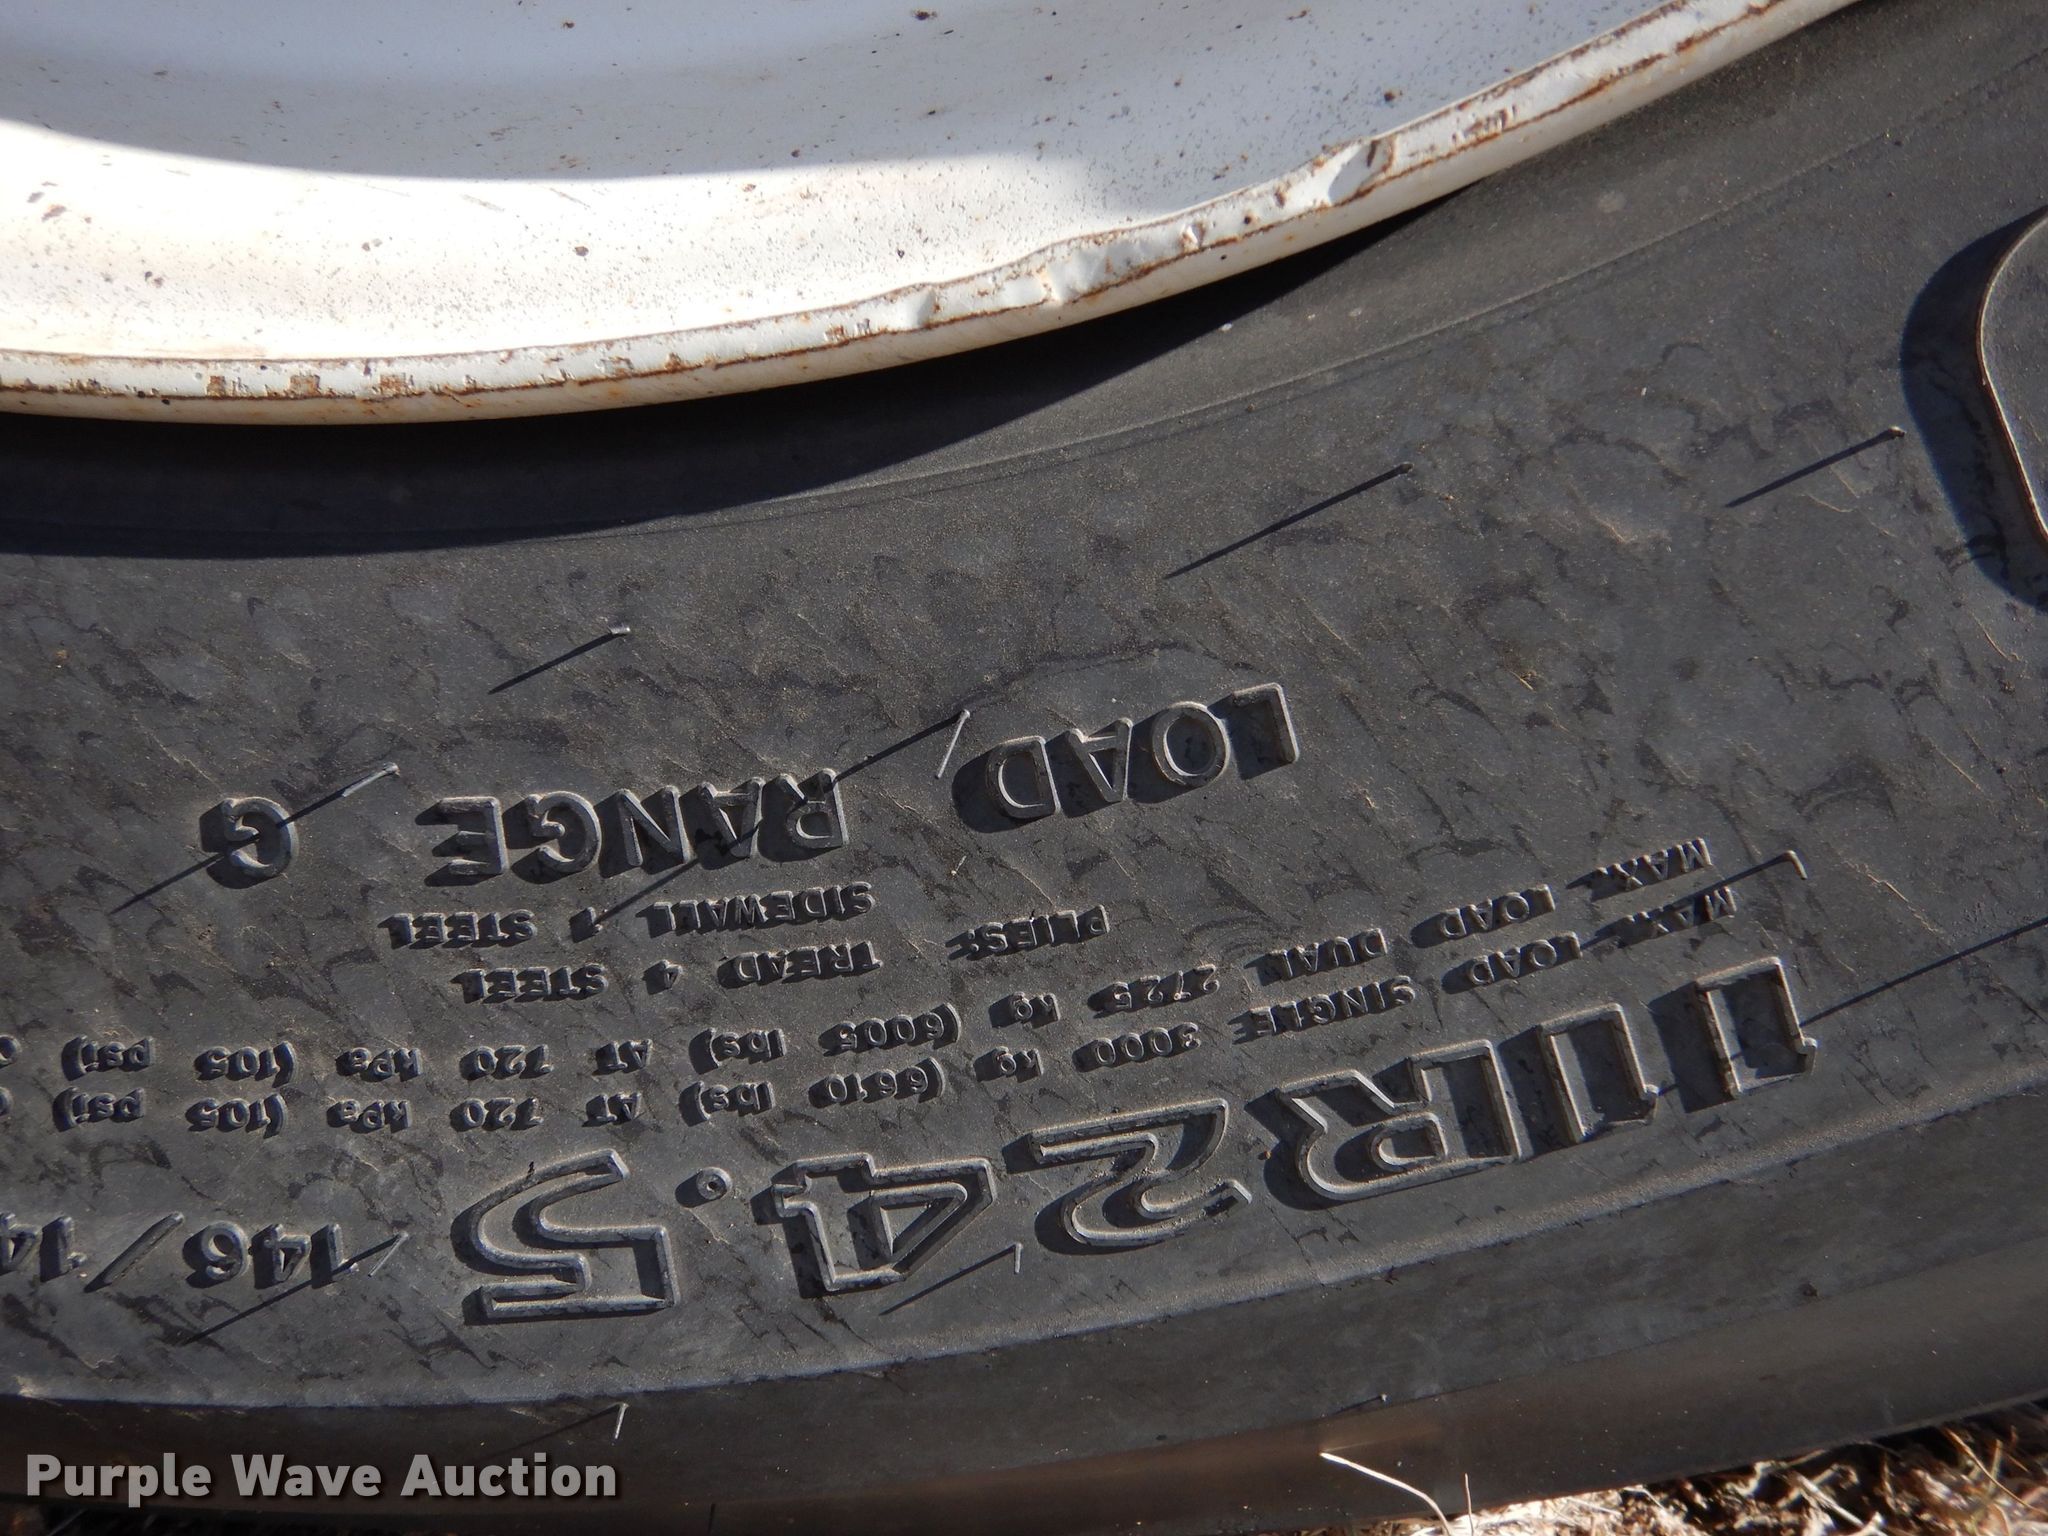 146/14
11R24.5
MAX. LOAD SINGLE 3000 kg (6610 lbs) AT 720 kPa (105 psi)
MAX. LOAD DUAL 2725 kg (6005 lbs) AT 720 kPa (105 psi)
PLIES: TREAD 4 STEEL
SIDEWALL 1 STEEL
LOAD RANGE G
Purple Wave Auction